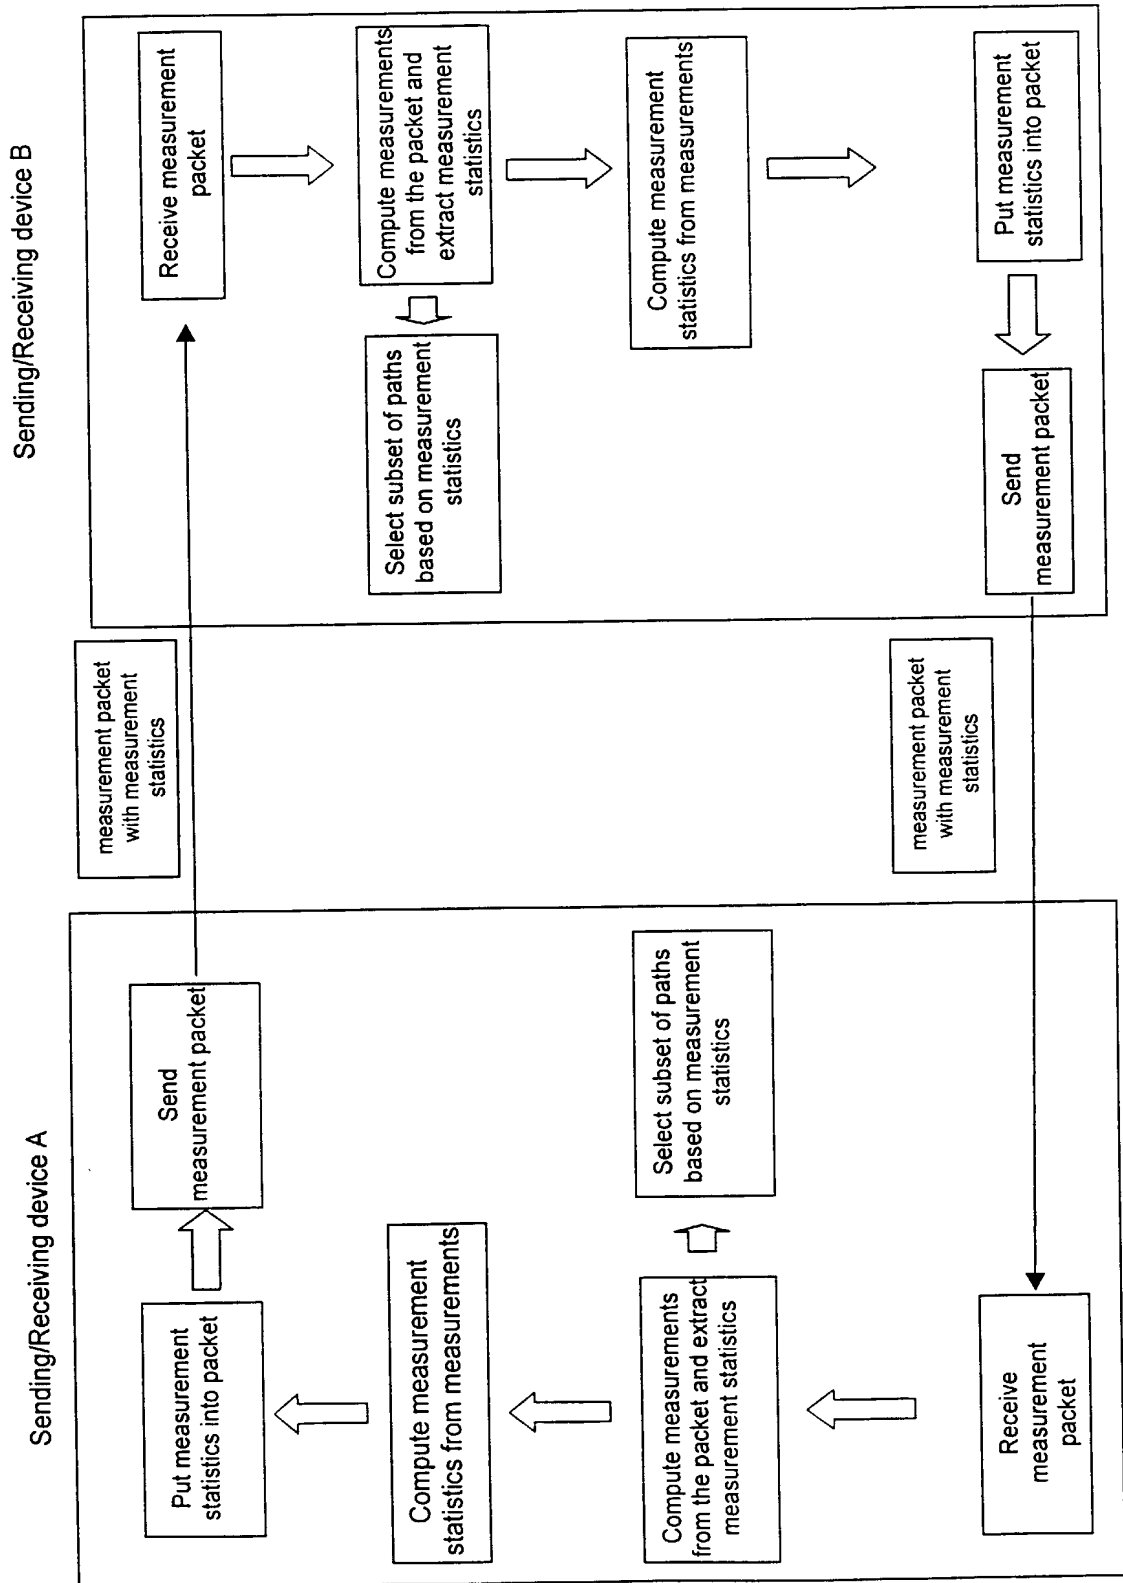 Sending/Receiving device A
Put measurement
statistics into packet
Send
measurement packet
Compute measurement
statistics from measurements
Compute measurements
from the packet and extract
measurement statistics
Select subset of paths
based on measurement
statistics
Receive
measurement
packet
measurement packet
with measurement
statistics
measurement packet
with measurement
statistics
Sending/Receiving device B
Receive measurement
packet
Compute measurements
from the packet and
extract measurement
statistics
Select subset of paths
based on measurement
statistics
Compute measurement
statistics from measurements
Put measurement
statistics into packet
Send
measurement packet